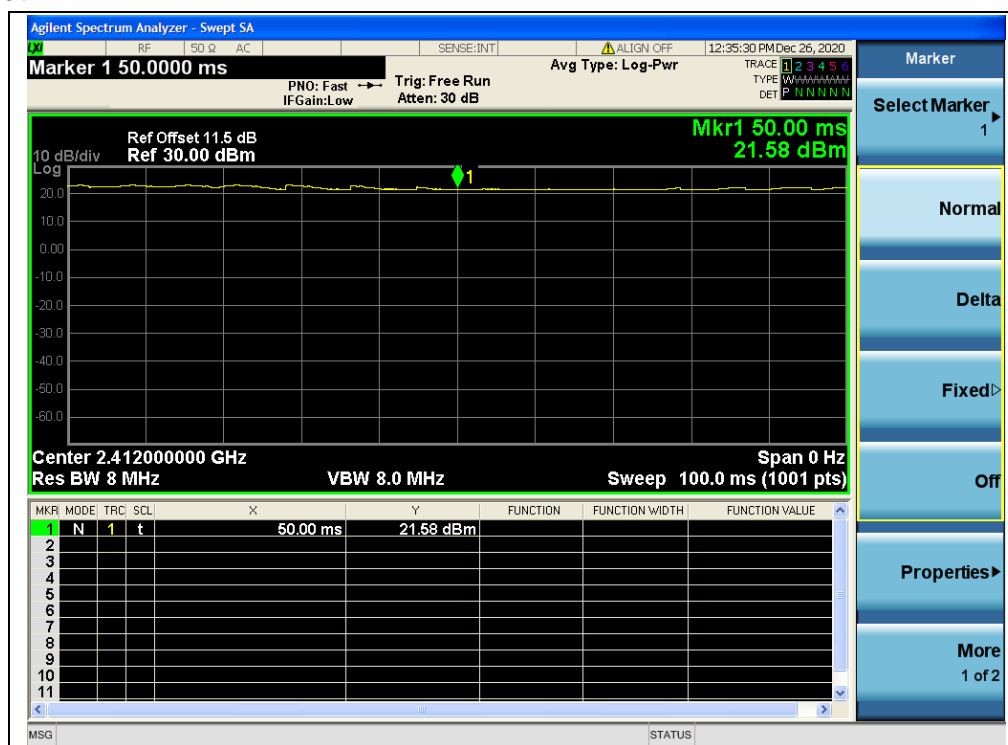 Agilent Spectrum Analyzer - Swept SA
LXI RF 50 Ω AC SENSE:INT ALIGN OFF 12:35:30 PM Dec 26, 2020
Marker 1 50.0000 ms
PNO: Fast
IFGain:Low
Trig: Free Run
Atten: 30 dB
Avg Type: Log-Pwr
TRACE 1 2 3 4 5 6
TYPE WWWWWW
DET P N N N N N
Ref Offset 11.5 dB
Ref 30.00 dBm
10 dB/div
Log
Mkr1 50.00 ms
21.58 dBm
1
20.0
10.0
0.00
-10.0
-20.0
-30.0
-40.0
-50.0
-60.0
Center 2.412000000 GHz Span 0 Hz
Res BW 8 MHz VBW 8.0 MHz Sweep 100.0 ms (1001 pts)
MKR MODE TRC SCL X Y FUNCTION FUNCTION WIDTH FUNCTION VALUE
1 N 1 t 50.00 ms 21.58 dBm
2
3
4
5
6
7
8
9
10
11
MSG STATUS
Marker
Select Marker
1
Normal
Delta
Fixed
Off
Properties
More
1 of 2